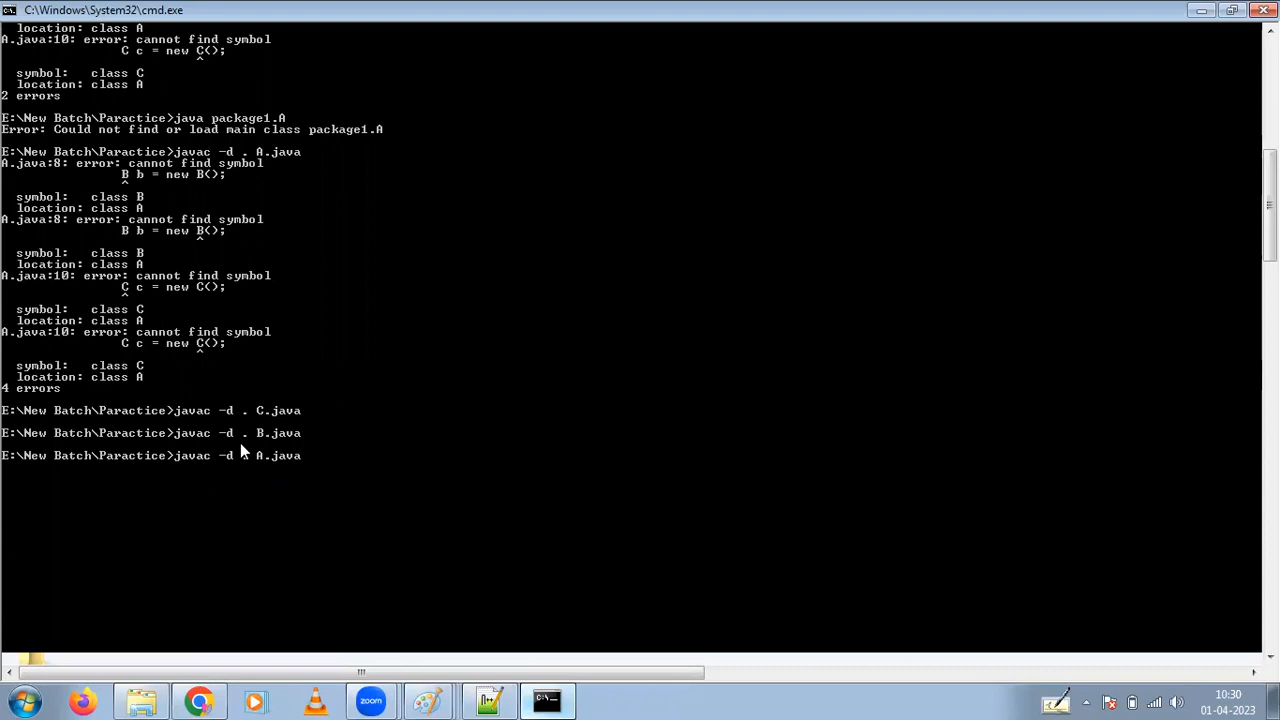 C:\Windows\System32\cmd.exe
location: class A
A.java:10: error: cannot find symbol
C c = new C();
^
symbol:   class C
location: class A
2 errors
E:\New Batch\Paractice>java package1.A
Error: Could not find or load main class package1.A
E:\New Batch\Paractice>javac -d . A.java
A.java:8: error: cannot find symbol
B b = new B();
^
symbol:   class B
location: class A
A.java:8: error: cannot find symbol
B b = new B();
^
symbol:   class B
location: class A
A.java:10: error: cannot find symbol
C c = new C();
^
symbol:   class C
location: class A
A.java:10: error: cannot find symbol
C c = new C();
^
symbol:   class C
location: class A
4 errors
E:\New Batch\Paractice>javac -d . C.java
E:\New Batch\Paractice>javac -d . B.java
E:\New Batch\Paractice>javac -d . A.java
zoom
10:30
01-04-2023